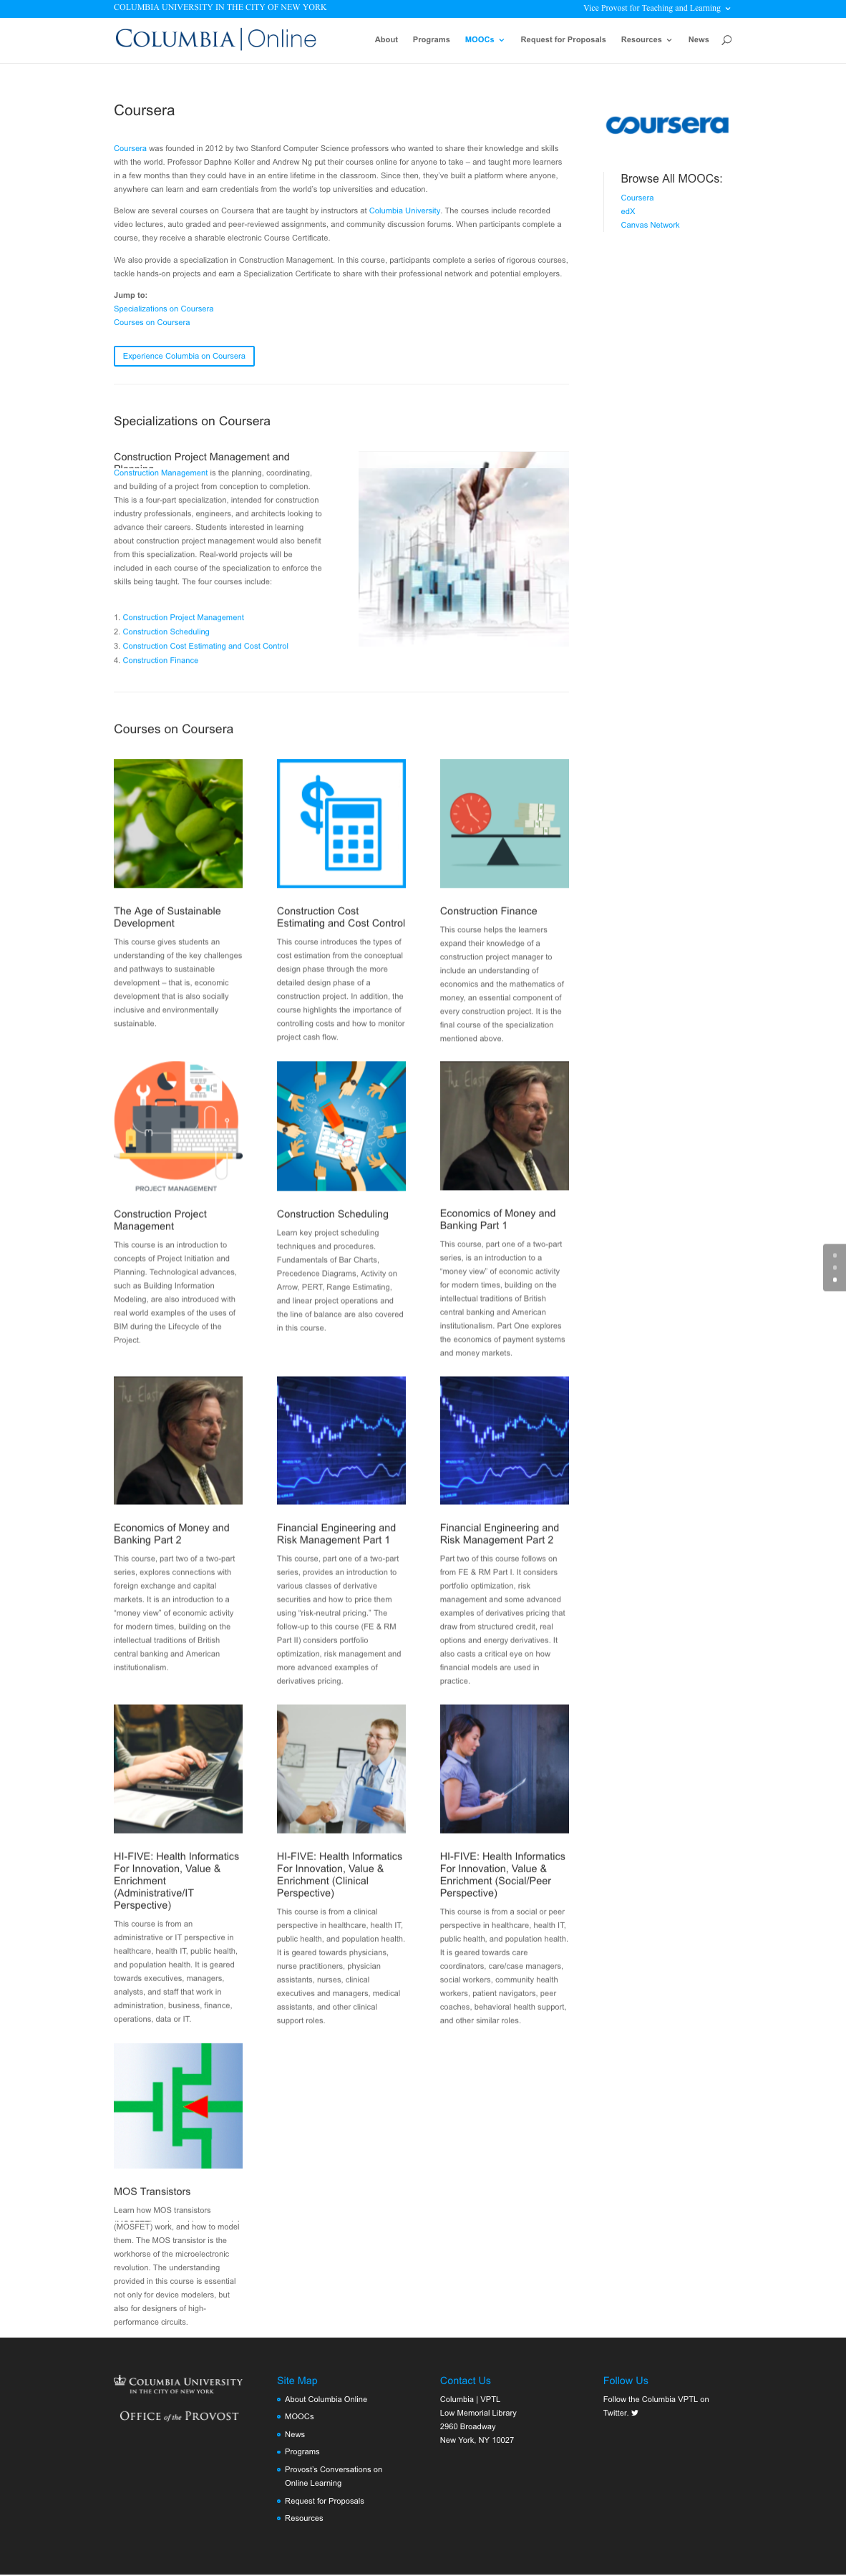 COLUMBIA UNIVERSITY IN THE CITY OF NEW YORK
Vice Provost for Teaching and Learning
COLUMBIA | Online
About
Programs
MOOCs
Request for Proposals
Resources
News
Coursera
Coursera was founded in 2012 by two Stanford Computer Science professors who wanted to share their knowledge and skills
with the world. Professor Daphne Koller and Andrew Ng put their courses online for anyone to take – and taught more learners
in a few months than they could have in an entire lifetime in the classroom. Since then, they've built a platform where anyone,
anywhere can learn and earn credentials from the world's top universities and education.
Below are several courses on Coursera that are taught by instructors at Columbia University. The courses include recorded
video lectures, auto graded and peer-reviewed assignments, and community discussion forums. When participants complete a
course, they receive a sharable electronic Course Certificate.
We also provide a specialization in Construction Management. In this course, participants complete a series of rigorous courses,
tackle hands-on projects and earn a Specialization Certificate to share with their professional network and potential employers.
Jump to:
Specializations on Coursera
Courses on Coursera
Experience Columbia on Coursera
coursera
Browse All MOOCs:
Coursera
edX
Canvas Network
Specializations on Coursera
Construction Project Management and
Planning
Construction Management is the planning, coordinating,
and building of a project from conception to completion.
This is a four-part specialization, intended for construction
industry professionals, engineers, and architects looking to
advance their careers. Students interested in learning
about construction project management would also benefit
from this specialization. Real-world projects will be
included in each course of the specialization to enforce the
skills being taught. The four courses include:
1. Construction Project Management
2. Construction Scheduling
3. Construction Cost Estimating and Cost Control
4. Construction Finance
Courses on Coursera
The Age of Sustainable
Development
This course gives students an
understanding of the key challenges
and pathways to sustainable
development – that is, economic
development that is also socially
inclusive and environmentally
sustainable.
Construction Cost
Estimating and Cost Control
This course introduces the types of
cost estimation from the conceptual
design phase through the more
detailed design phase of a
construction project. In addition, the
course highlights the importance of
controlling costs and how to monitor
project cash flow.
Construction Finance
This course helps the learners
expand their knowledge of a
construction project manager to
include an understanding of
economics and the mathematics of
money, an essential component of
every construction project. It is the
final course of the specialization
mentioned above.
PROJECT MANAGEMENT
Construction Project
Management
This course is an introduction to
concepts of Project Initiation and
Planning. Technological advances,
such as Building Information
Modeling, are also introduced with
real world examples of the uses of
BIM during the Lifecycle of the
Project.
Construction Scheduling
Learn key project scheduling
techniques and procedures.
Fundamentals of Bar Charts,
Precedence Diagrams, Activity on
Arrow, PERT, Range Estimating,
and linear project operations and
the line of balance are also covered
in this course.
Economics of Money and
Banking Part 1
This course, part one of a two-part
series, is an introduction to a
“money view” of economic activity
for modern times, building on the
intellectual traditions of British
central banking and American
institutionalism. Part One explores
the economics of payment systems
and money markets.
Economics of Money and
Banking Part 2
This course, part two of a two-part
series, explores connections with
foreign exchange and capital
markets. It is an introduction to a
“money view” of economic activity
for modern times, building on the
intellectual traditions of British
central banking and American
institutionalism.
Financial Engineering and
Risk Management Part 1
This course, part one of a two-part
series, provides an introduction to
various classes of derivative
securities and how to price them
using “risk-neutral pricing.” The
follow-up to this course (FE & RM
Part II) considers portfolio
optimization, risk management and
more advanced examples of
derivatives pricing.
Financial Engineering and
Risk Management Part 2
Part two of this course follows on
from FE & RM Part I. It considers
portfolio optimization, risk
management and some advanced
examples of derivatives pricing that
draw from structured credit, real
options and energy derivatives. It
also casts a critical eye on how
financial models are used in
practice.
HI-FIVE: Health Informatics
For Innovation, Value &
Enrichment
(Administrative/IT
Perspective)
This course is from an
administrative or IT perspective in
healthcare, health IT, public health,
and population health. It is geared
towards executives, managers,
analysts, and staff that work in
administration, business, finance,
operations, data or IT.
HI-FIVE: Health Informatics
For Innovation, Value &
Enrichment (Clinical
Perspective)
This course is from a clinical
perspective in healthcare, health IT,
public health, and population health.
It is geared towards physicians,
nurse practitioners, physician
assistants, nurses, clinical
executives and managers, medical
assistants, and other clinical
support roles.
HI-FIVE: Health Informatics
For Innovation, Value &
Enrichment (Social/Peer
Perspective)
This course is from a social or peer
perspective in healthcare, health IT,
public health, and population health.
It is geared towards care
coordinators, care/case managers,
social workers, community health
workers, patient navigators, peer
coaches, behavioral health support,
and other similar roles.
MOS Transistors
Learn how MOS transistors
(MOSFET) work, and how to model
them. The MOS transistor is the
workhorse of the microelectronic
revolution. The understanding
provided in this course is essential
not only for device modelers, but
also for designers of high-
performance circuits.
COLUMBIA UNIVERSITY
IN THE CITY OF NEW YORK
OFFICE of the PROVOST
Site Map
About Columbia Online
MOOCs
News
Programs
Provost's Conversations on
Online Learning
Request for Proposals
Resources
Contact Us
Columbia | VPTL
Low Memorial Library
2960 Broadway
New York, NY 10027
Follow Us
Follow the Columbia VPTL on
Twitter.